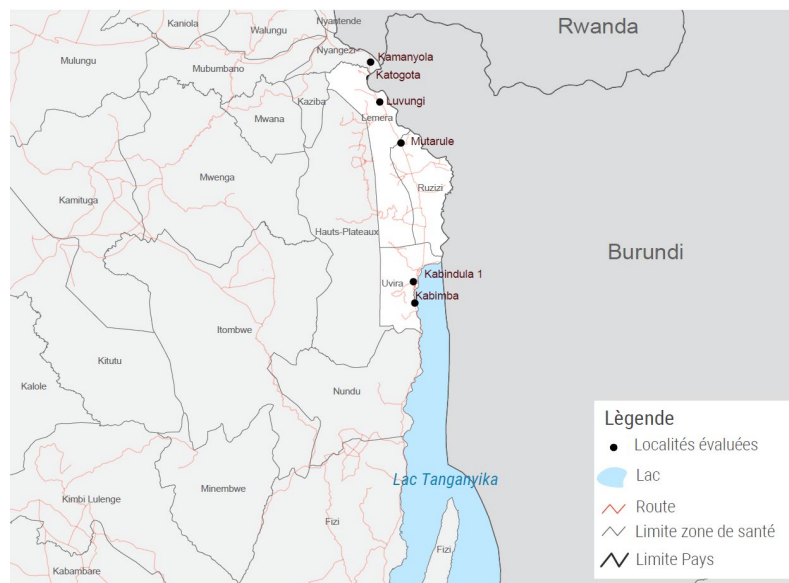 Nyantende
Kaniola
Walungu
Rwanda
Nyangezi
Kamanyola
Mulungu
Mubumbano
Katogota
Kaziba
Luvungi
Lemera
Mwana
Mutarule
Mwenga
Ruzizi
Kamituga
Hauts-Plateaux
Burundi
Kabindula 1
Uvira
Kabimba
Itombwe
Kitutu
Kalole
Nundu
Lègende
Localités évaluées
Lac
Lac Tanganyika
Minembwe
Kimbi Lulenge
Route
Fizi
Limite zone de santé
Fizi
Limite Pays
Kabambare